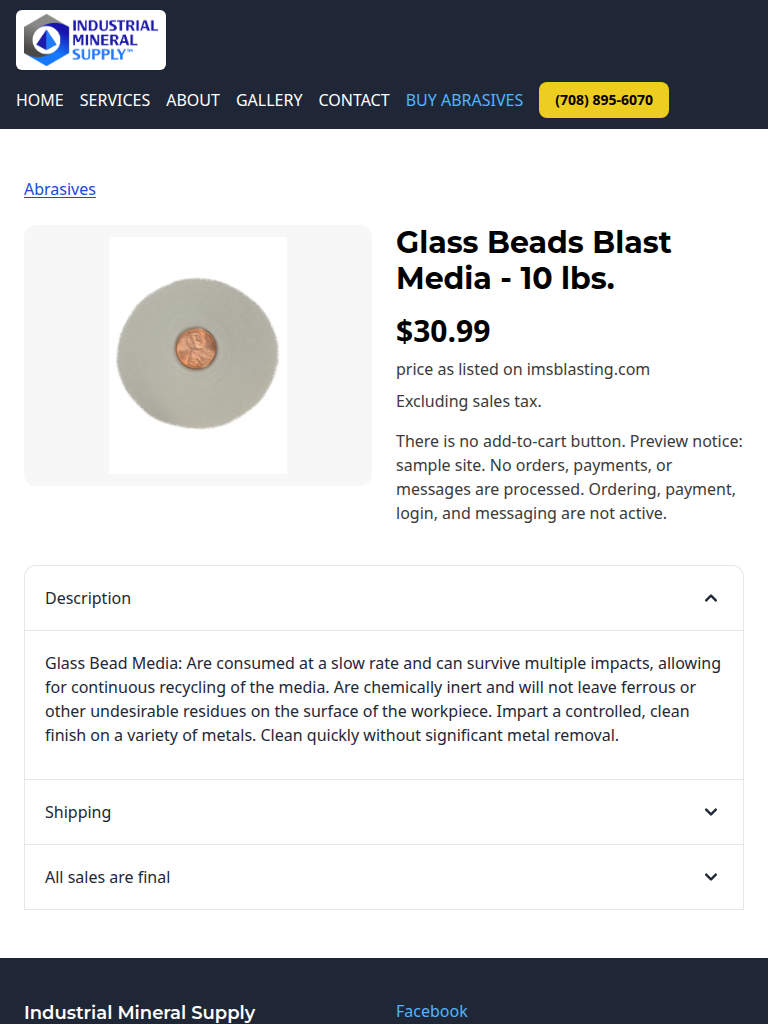 INDUSTRIAL
MINERAL
SUPPLY™
HOME SERVICES ABOUT GALLERY CONTACT BUY ABRASIVES (708) 895-6070
Abrasives
Glass Beads Blast
Media - 10 lbs.
$30.99
price as listed on imsblasting.com
Excluding sales tax.
There is no add-to-cart button. Preview notice:
sample site. No orders, payments, or
messages are processed. Ordering, payment,
login, and messaging are not active.
Description
Glass Bead Media: Are consumed at a slow rate and can survive multiple impacts, allowing
for continuous recycling of the media. Are chemically inert and will not leave ferrous or
other undesirable residues on the surface of the workpiece. Impart a controlled, clean
finish on a variety of metals. Clean quickly without significant metal removal.
Shipping
All sales are final
Industrial Mineral Supply
Facebook